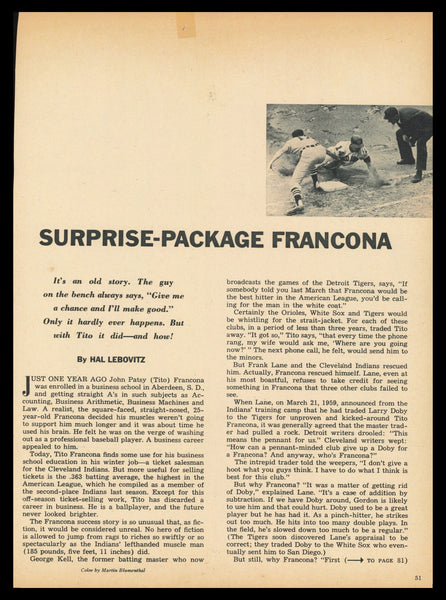 SURPRISE-PACKAGE FRANCONA
It's an old story. The guy
on the bench always says, "Give me
a chance and I'll make good."
Only it hardly ever happens. But
with Tito it did—and how!
By HAL LEBOVITZ
JUST ONE YEAR AGO John Patsy (Tito) Francona
was enrolled in a business school in Aberdeen, S. D.,
and getting straight A's in such subjects as Ac-
counting, Business Arithmetic, Business Machines and
Law. A realist, the square-faced, straight-nosed, 25-
year-old Francona decided his muscles weren't going
to support him much longer and it was about time he
used his brain. He felt he was on the verge of washing
out as a professional baseball player. A business career
appealed to him.
Today, Tito Francona finds some use for his business
school education in his winter job—a ticket salesman
for the Cleveland Indians. But more useful for selling
tickets is the .363 batting average, the highest in the
American League, which he compiled as a member of
the second-place Indians last season. Except for this
off-season ticket-selling work, Tito has discarded a
career in business. He is a ballplayer, and the future
never looked brighter.
The Francona success story is so unusual that, as fic-
tion, it would be considered unreal. No hero of fiction
is allowed to jump from rags to riches so swiftly or so
spectacularly as the Indians' lefthanded muscle man
(185 pounds, five feet, 11 inches) did.
George Kell, the former batting master who now
Color by Martin Blumenthal
broadcasts the games of the Detroit Tigers, says, "If
somebody told you last March that Francona would be
the best hitter in the American League, you'd be call-
ing for the man in the white coat."
Certainly the Orioles, White Sox and Tigers would
be whistling for the strait-jacket. For each of these
clubs, in a period of less than three years, traded Tito
away. "It got so," Tito says, "that every time the phone
rang, my wife would ask me, 'Where are you going
now?' " The next phone call, he felt, would send him to
the minors.
But Frank Lane and the Cleveland Indians rescued
him. Actually, Francona rescued himself. Lane, even at
his most boastful, refuses to take credit for seeing
something in Francona that three other clubs failed to
see.
When Lane, on March 21, 1959, announced from the
Indians' training camp that he had traded Larry Doby
to the Tigers for unproven and kicked-around Tito
Francona, it was generally agreed that the master trad-
er had pulled a rock. Detroit writers drooled: "This
means the pennant for us." Cleveland writers wept:
"How can a pennant-minded club give up a Doby for
a Francona? And anyway, who's Francona?"
The intrepid trader told the weepers, "I don't give a
hoot what you guys think. I have to do what I think is
best for this club."
But why Francona? "It was a matter of getting rid
of Doby," explained Lane. "It's a case of addition by
subtraction. If we have Doby around, Gordon is likely
to use him and that could hurt. Doby used to be a great
player but he has had it. As a pinch-hitter, he strikes
out too much. He hits into too many double plays. In
the field, he's slowed down too much to be a regular."
(The Tigers soon discovered Lane's appraisal to be
correct; they traded Doby to the White Sox who even-
tually sent him to San Diego.)
But still, why Francona? "First (⟶ TO PAGE 81)
51